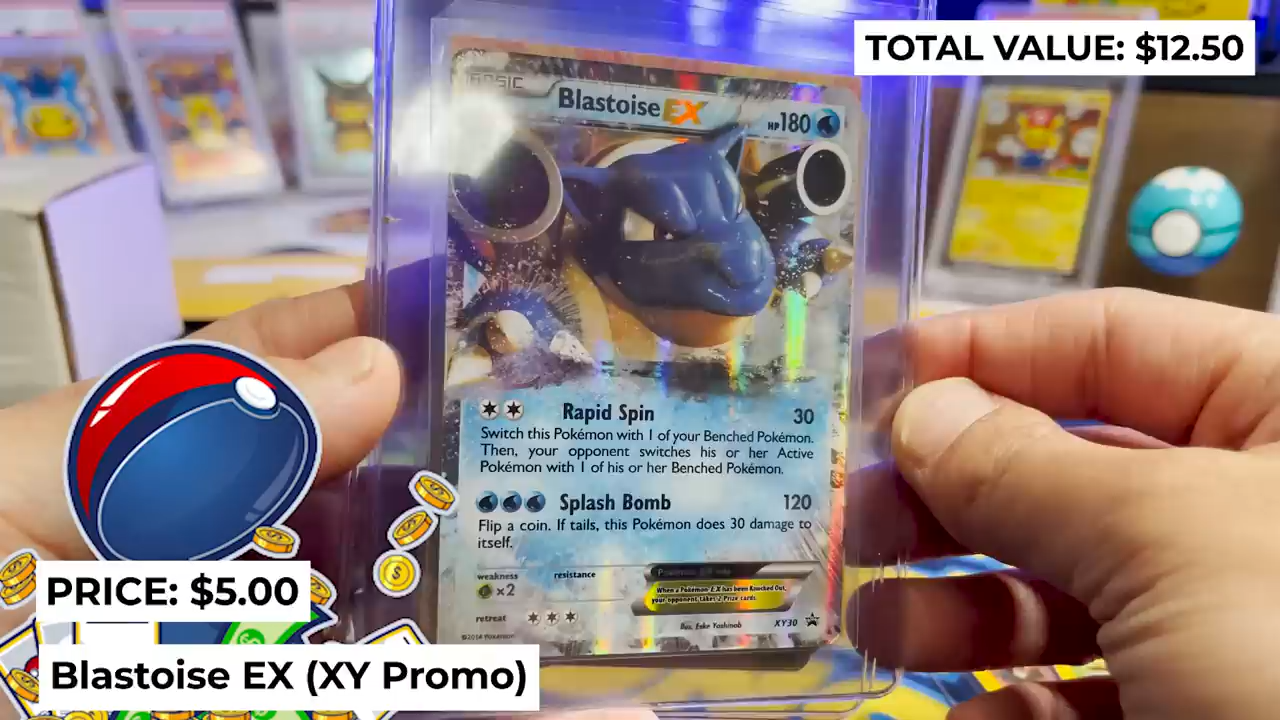 TOTAL VALUE: $12.50
BASIC
Blastoise EX
HP 180
Rapid Spin 30
Switch this Pokémon with 1 of your Benched Pokémon.
Then, your opponent switches his or her Active
Pokémon with 1 of his or her Benched Pokémon.
Splash Bomb 120
Flip a coin. If tails, this Pokémon does 30 damage to
itself.
weakness
resistance
×2
When a Pokémon-EX has been Knocked Out,
your opponent takes 2 Prize cards.
retreat
Illus. Eske Yoshinob
XY30
©2014 Pokémon
PRICE: $5.00
Blastoise EX (XY Promo)